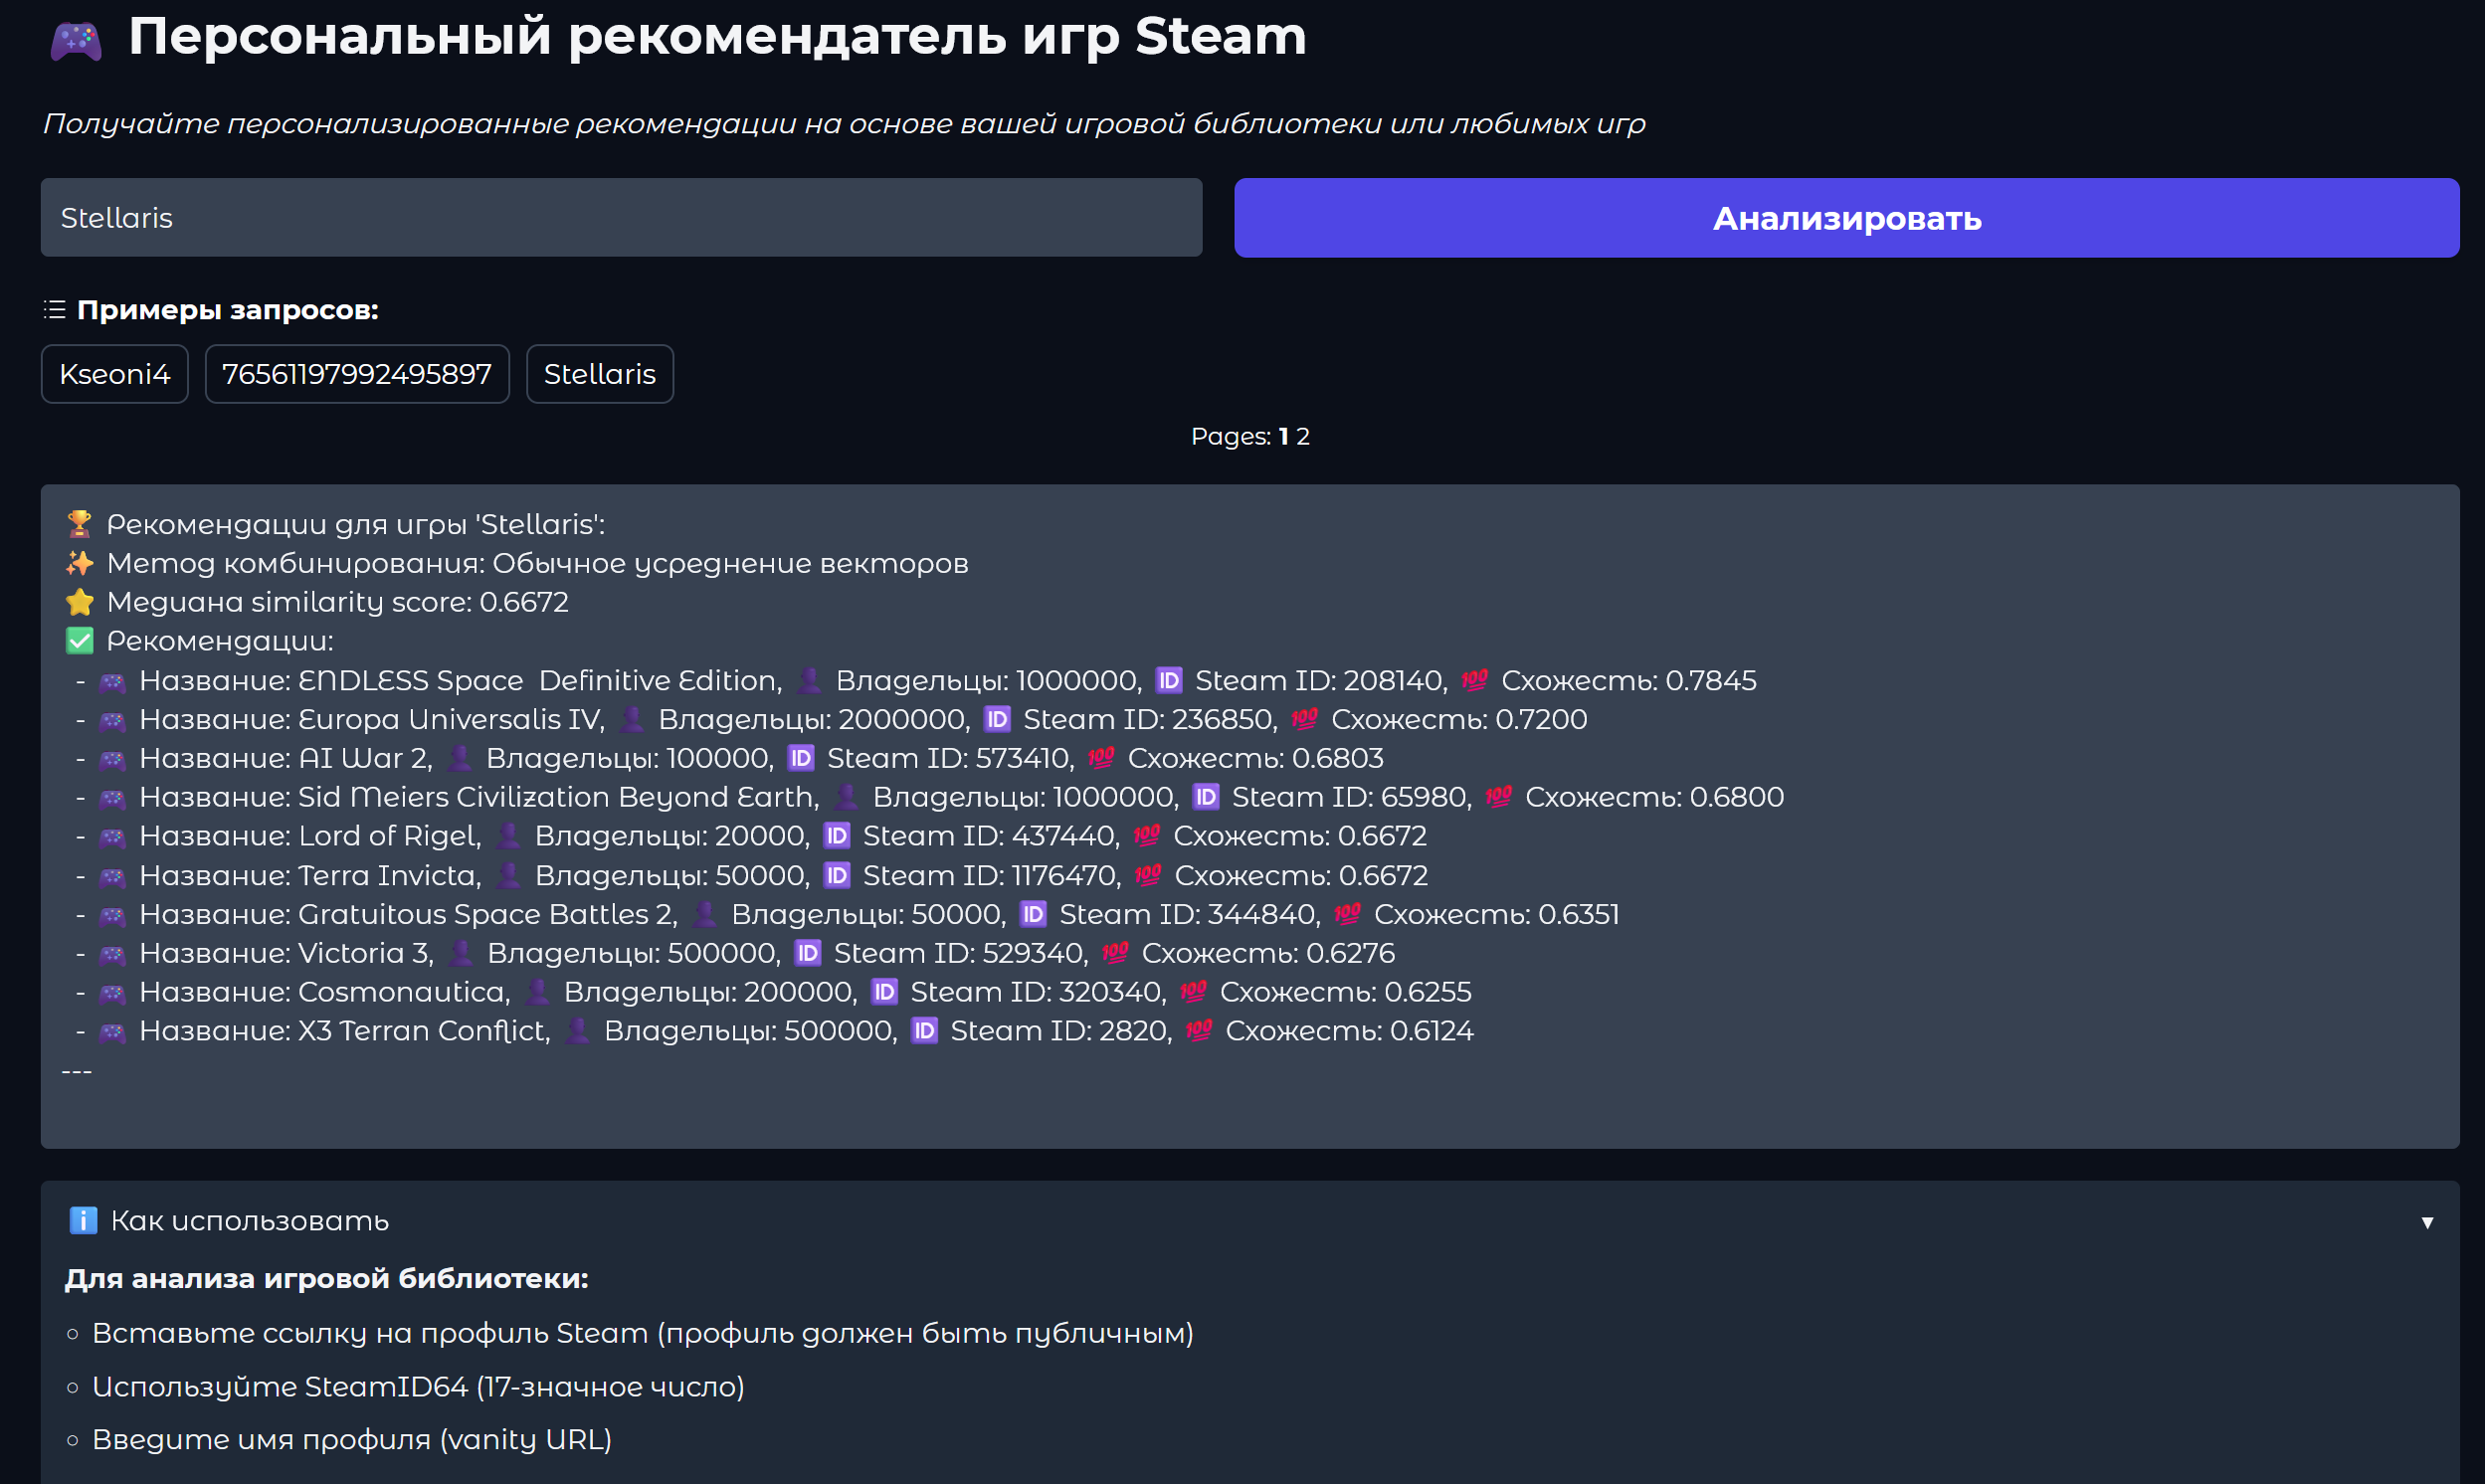 🎮 Персональный рекомендатель игр Steam
Получайте персонализированные рекомендации на основе вашей игровой библиотеки или любимых игр
Stellaris
Анализировать
Примеры запросов:
Kseoni4
76561197992495897
Stellaris
Pages: 1 2
🏆 Рекомендации для игры 'Stellaris':
✨ Метод комбинирования: Обычное усреднение векторов
⭐ Медиана similarity score: 0.6672
✅ Рекомендации:
- 🎮 Название: ENDLESS Space  Definitive Edition, 👤 Владельцы: 1000000, 🆔 Steam ID: 208140, 💯 Схожесть: 0.7845
- 🎮 Название: Europa Universalis IV, 👤 Владельцы: 2000000, 🆔 Steam ID: 236850, 💯 Схожесть: 0.7200
- 🎮 Название: AI War 2, 👤 Владельцы: 100000, 🆔 Steam ID: 573410, 💯 Схожесть: 0.6803
- 🎮 Название: Sid Meiers Civilization Beyond Earth, 👤 Владельцы: 1000000, 🆔 Steam ID: 65980, 💯 Схожесть: 0.6800
- 🎮 Название: Lord of Rigel, 👤 Владельцы: 20000, 🆔 Steam ID: 437440, 💯 Схожесть: 0.6672
- 🎮 Название: Terra Invicta, 👤 Владельцы: 50000, 🆔 Steam ID: 1176470, 💯 Схожесть: 0.6672
- 🎮 Название: Gratuitous Space Battles 2, 👤 Владельцы: 50000, 🆔 Steam ID: 344840, 💯 Схожесть: 0.6351
- 🎮 Название: Victoria 3, 👤 Владельцы: 500000, 🆔 Steam ID: 529340, 💯 Схожесть: 0.6276
- 🎮 Название: Cosmonautica, 👤 Владельцы: 200000, 🆔 Steam ID: 320340, 💯 Схожесть: 0.6255
- 🎮 Название: X3 Terran Conflict, 👤 Владельцы: 500000, 🆔 Steam ID: 2820, 💯 Схожесть: 0.6124
---
ℹ️ Как использовать
Для анализа игровой библиотеки:
◦ Вставьте ссылку на профиль Steam (профиль должен быть публичным)
◦ Используйте SteamID64 (17-значное число)
◦ Введите имя профиля (vanity URL)